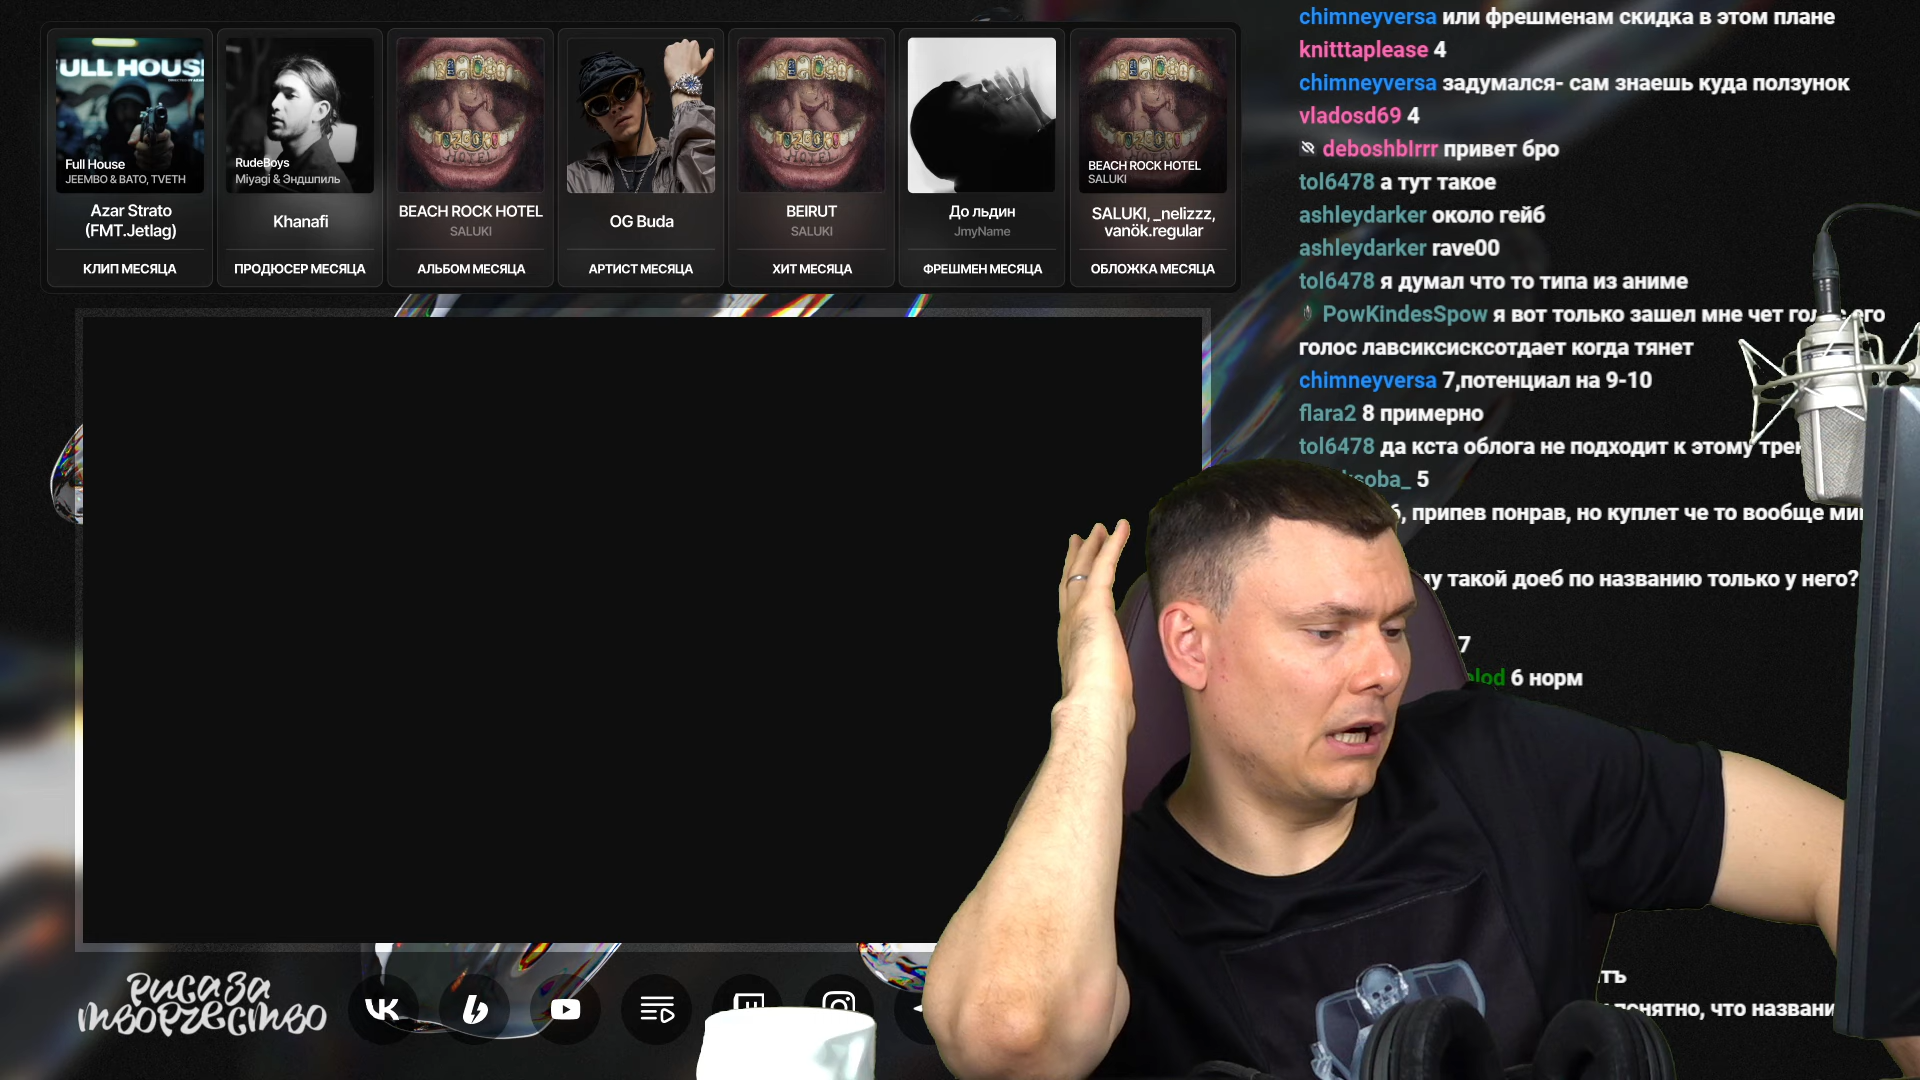 FULL HOUSE
Full House
JEEMBO & BATO, TVETH
Azar Strato
(FMT.Jetlag)
КЛИП МЕСЯЦА
RudeBoys
Miyagi & Эндшпиль
Khanafi
ПРОДЮСЕР МЕСЯЦА
BEACH ROCK HOTEL
SALUKI
АЛЬБОМ МЕСЯЦА
OG Buda
АРТИСТ МЕСЯЦА
BEIRUT
SALUKI
ХИТ МЕСЯЦА
До льдин
JmyName
ФРЕШМЕН МЕСЯЦА
BEACH ROCK HOTEL
SALUKI
SALUKI, _nelizzz,
vanök.regular
ОБЛОЖКА МЕСЯЦА
chimneyversa или фрешменам скидка в этом плане
knitttaplease 4
chimneyversa задумался- сам знаешь куда ползунок
vladosd69 4
deboshblrrr привет бро
tol6478 а тут такое
ashleydarker около гейб
ashleydarker rave00
tol6478 я думал что то типа из аниме
PowKindesSpow я вот только зашел мне чет его
голос лавсиксисксотдает когда тянет
chimneyversa 7,потенциал на 9-10
flara2 8 примерно
tol6478 да кста облога не подходит к этому
5
припев понрав, но куплет че то вообще
такой доеб по названию только у него?
7
6 норм
понятно, что
риса за
творчество